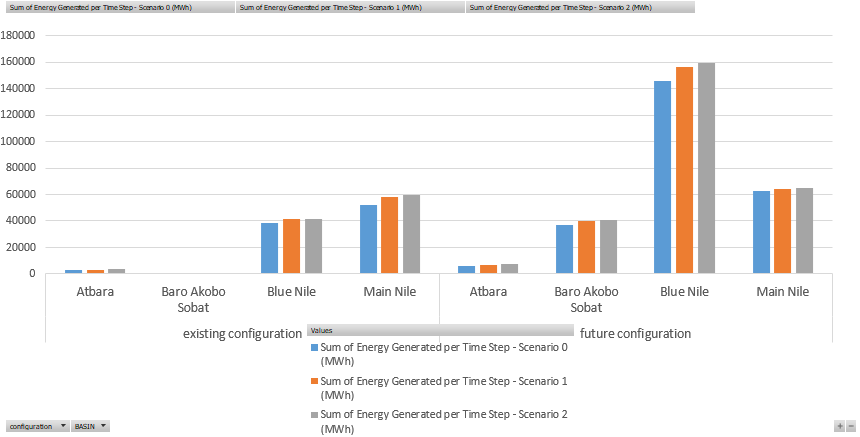 Sum of Energy Generated per Time Step - Scenario 0 (MWh) Sum of Energy Generated per Time Step - Scenario 1 (MWh) Sum of Energy Generated per Time Step - Scenario 2 (MWh)
180000
160000
140000
120000
100000
80000
60000
40000
20000
0
Atbara Baro Akobo Blue Nile Main Nile Atbara Baro Akobo Blue Nile Main Nile
Sobat Sobat
existing configuration future configuration
Values
Sum of Energy Generated per Time Step - Scenario 0
(MWh)
Sum of Energy Generated per Time Step - Scenario 1
(MWh)
Sum of Energy Generated per Time Step - Scenario 2
(MWh)
configuration BASIN + −